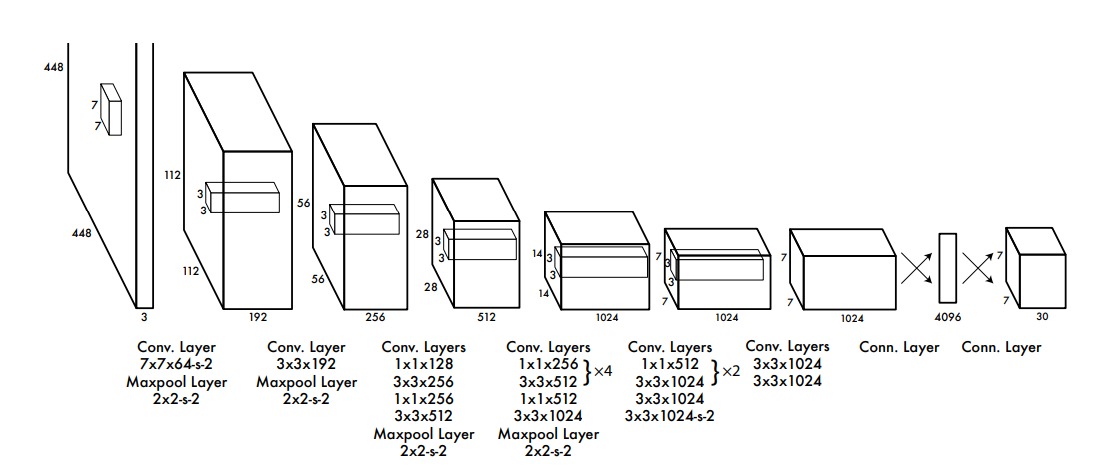 448
7
7
448
3
112
3
3
112
192
56
3
3
56
256
28
3
3
28
512
14
3
3
14
1024
7
3
3
7
1024
7
7
1024
4096
7
7
30
Conv. Layer
7x7x64-s-2
Maxpool Layer
2x2-s-2
Conv. Layer
3x3x192
Maxpool Layer
2x2-s-2
Conv. Layers
1x1x128
3x3x256
1x1x256
3x3x512
Maxpool Layer
2x2-s-2
Conv. Layers
1x1x256
3x3x512
} ×4
1x1x512
3x3x1024
Maxpool Layer
2x2-s-2
Conv. Layers
1x1x512
3x3x1024
} ×2
3x3x1024
3x3x1024-s-2
Conv. Layers
3x3x1024
3x3x1024
Conn. Layer
Conn. Layer